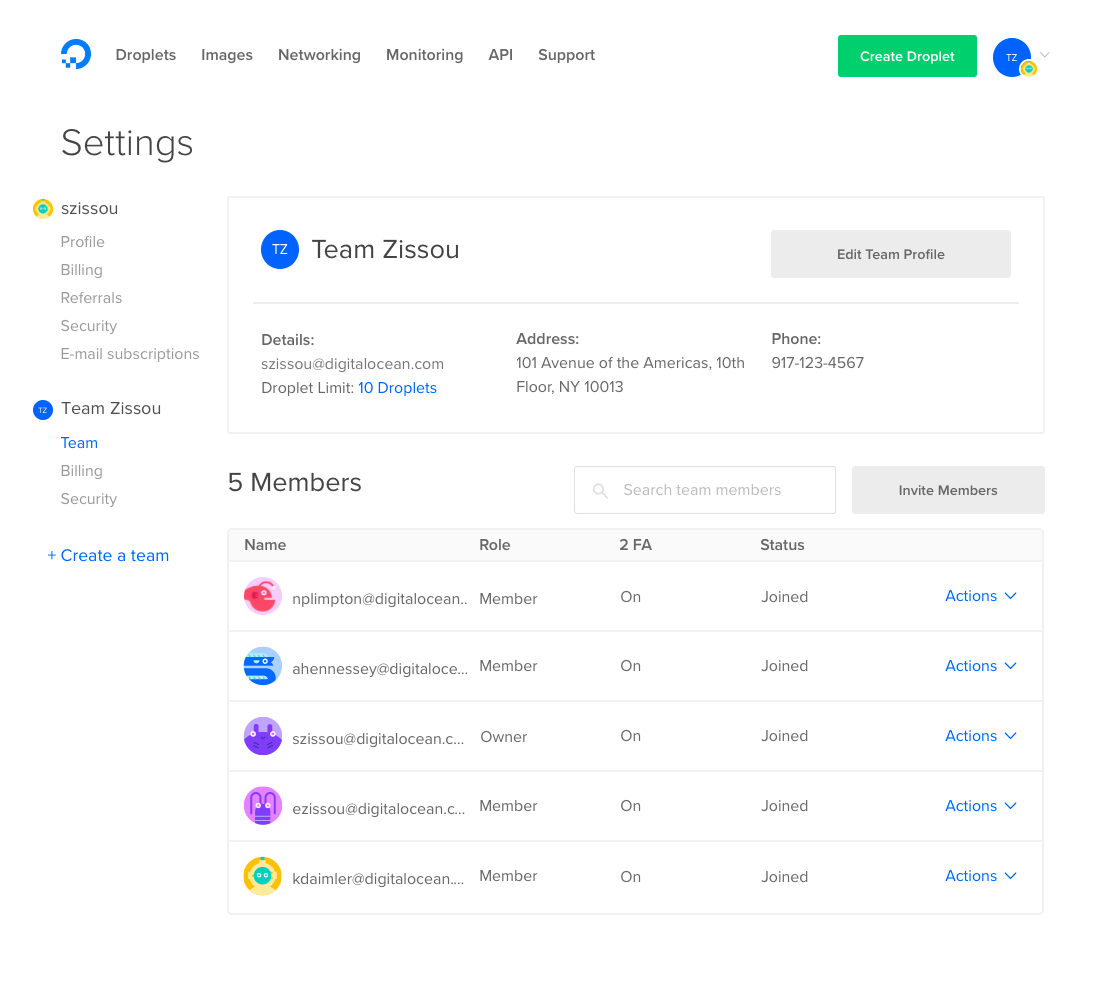 Droplets Images Networking Monitoring API Support Create Droplet TZ
Settings
szissou
Profile
Billing
Referrals
Security
E-mail subscriptions
TZ Team Zissou
Team
Billing
Security
+ Create a team
TZ Team Zissou Edit Team Profile
Details:
szissou@digitalocean.com
Droplet Limit: 10 Droplets
Address:
101 Avenue of the Americas, 10th
Floor, NY 10013
Phone:
917-123-4567
5 Members Search team members Invite Members
Name Role 2 FA Status
nplimpton@digitalocean.. Member On Joined Actions
ahennessey@digitaloce... Member On Joined Actions
szissou@digitalocean.c... Owner On Joined Actions
ezissou@digitalocean.c... Member On Joined Actions
kdaimler@digitalocean.... Member On Joined Actions